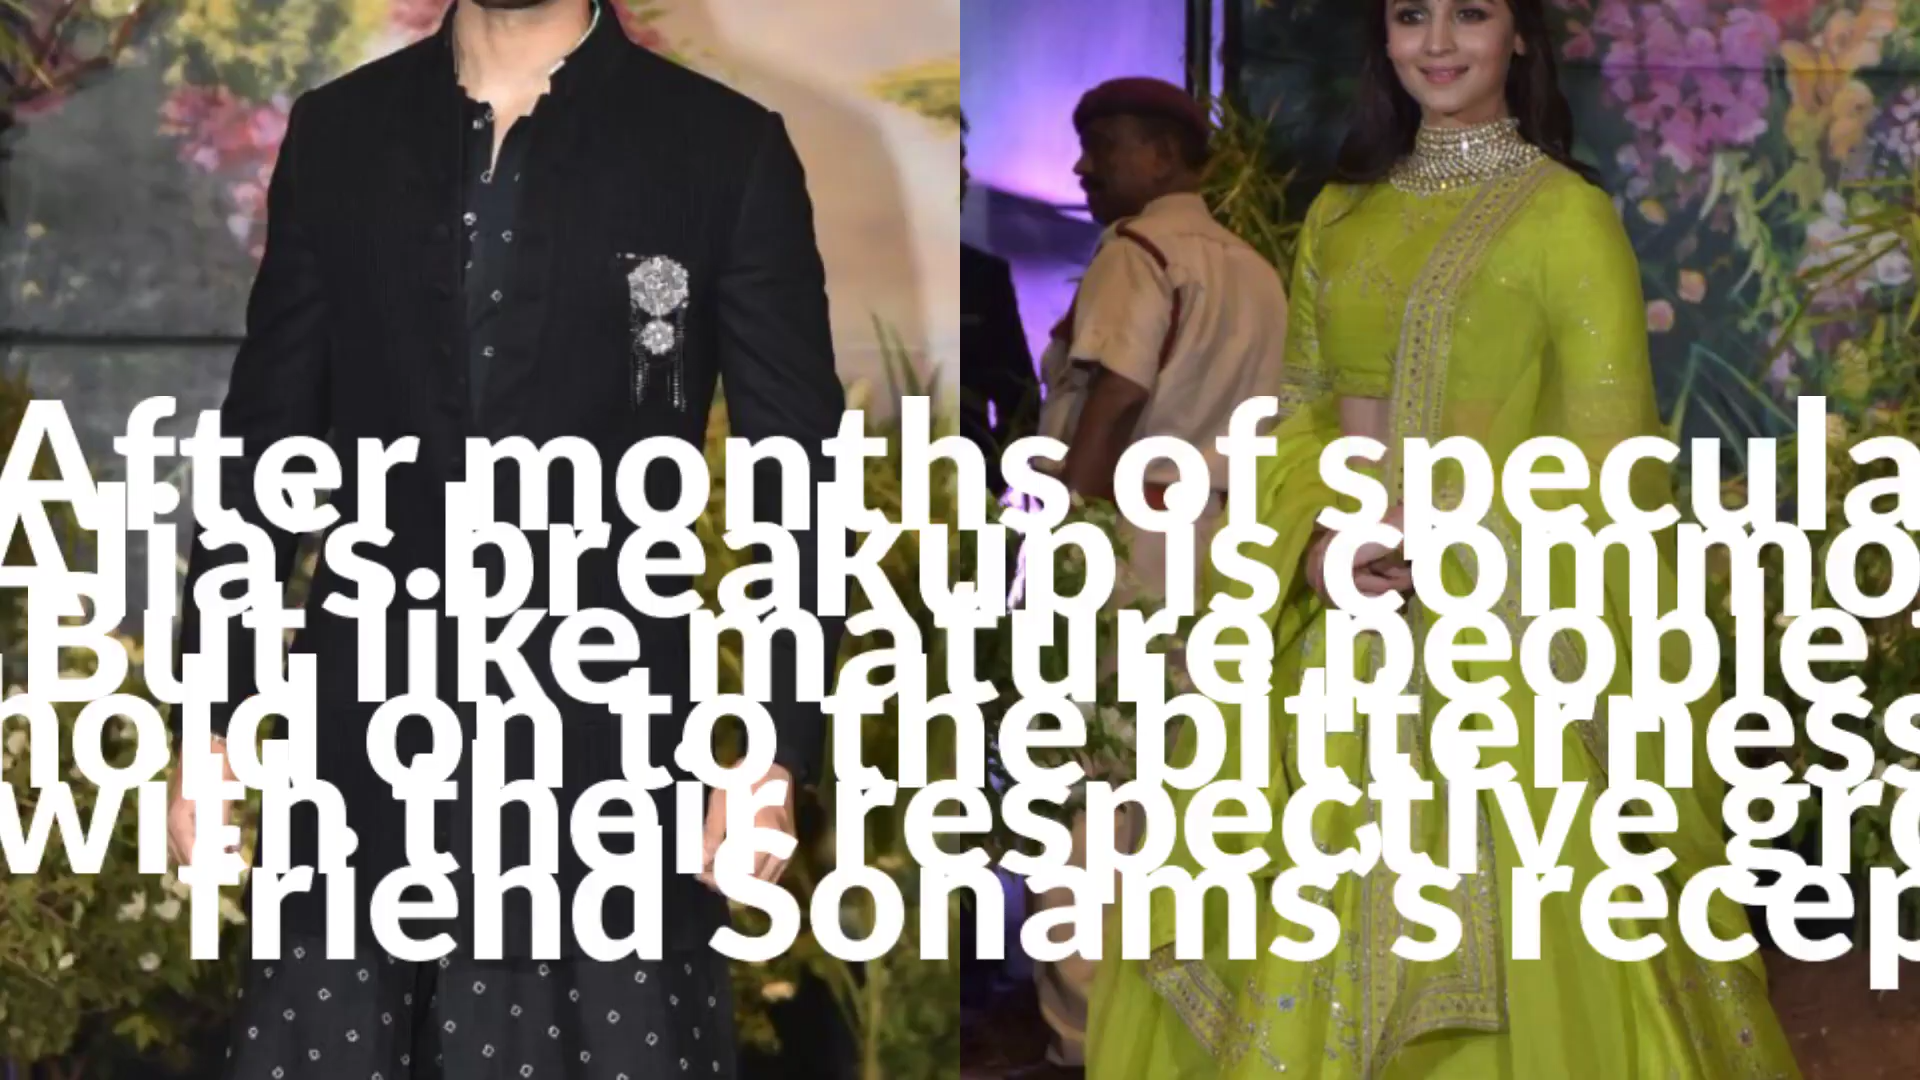 After months of specula
Alia's breakup is commo
But like mature people
hold on to the bitterness
with their respective gro
friend Sonams's recep